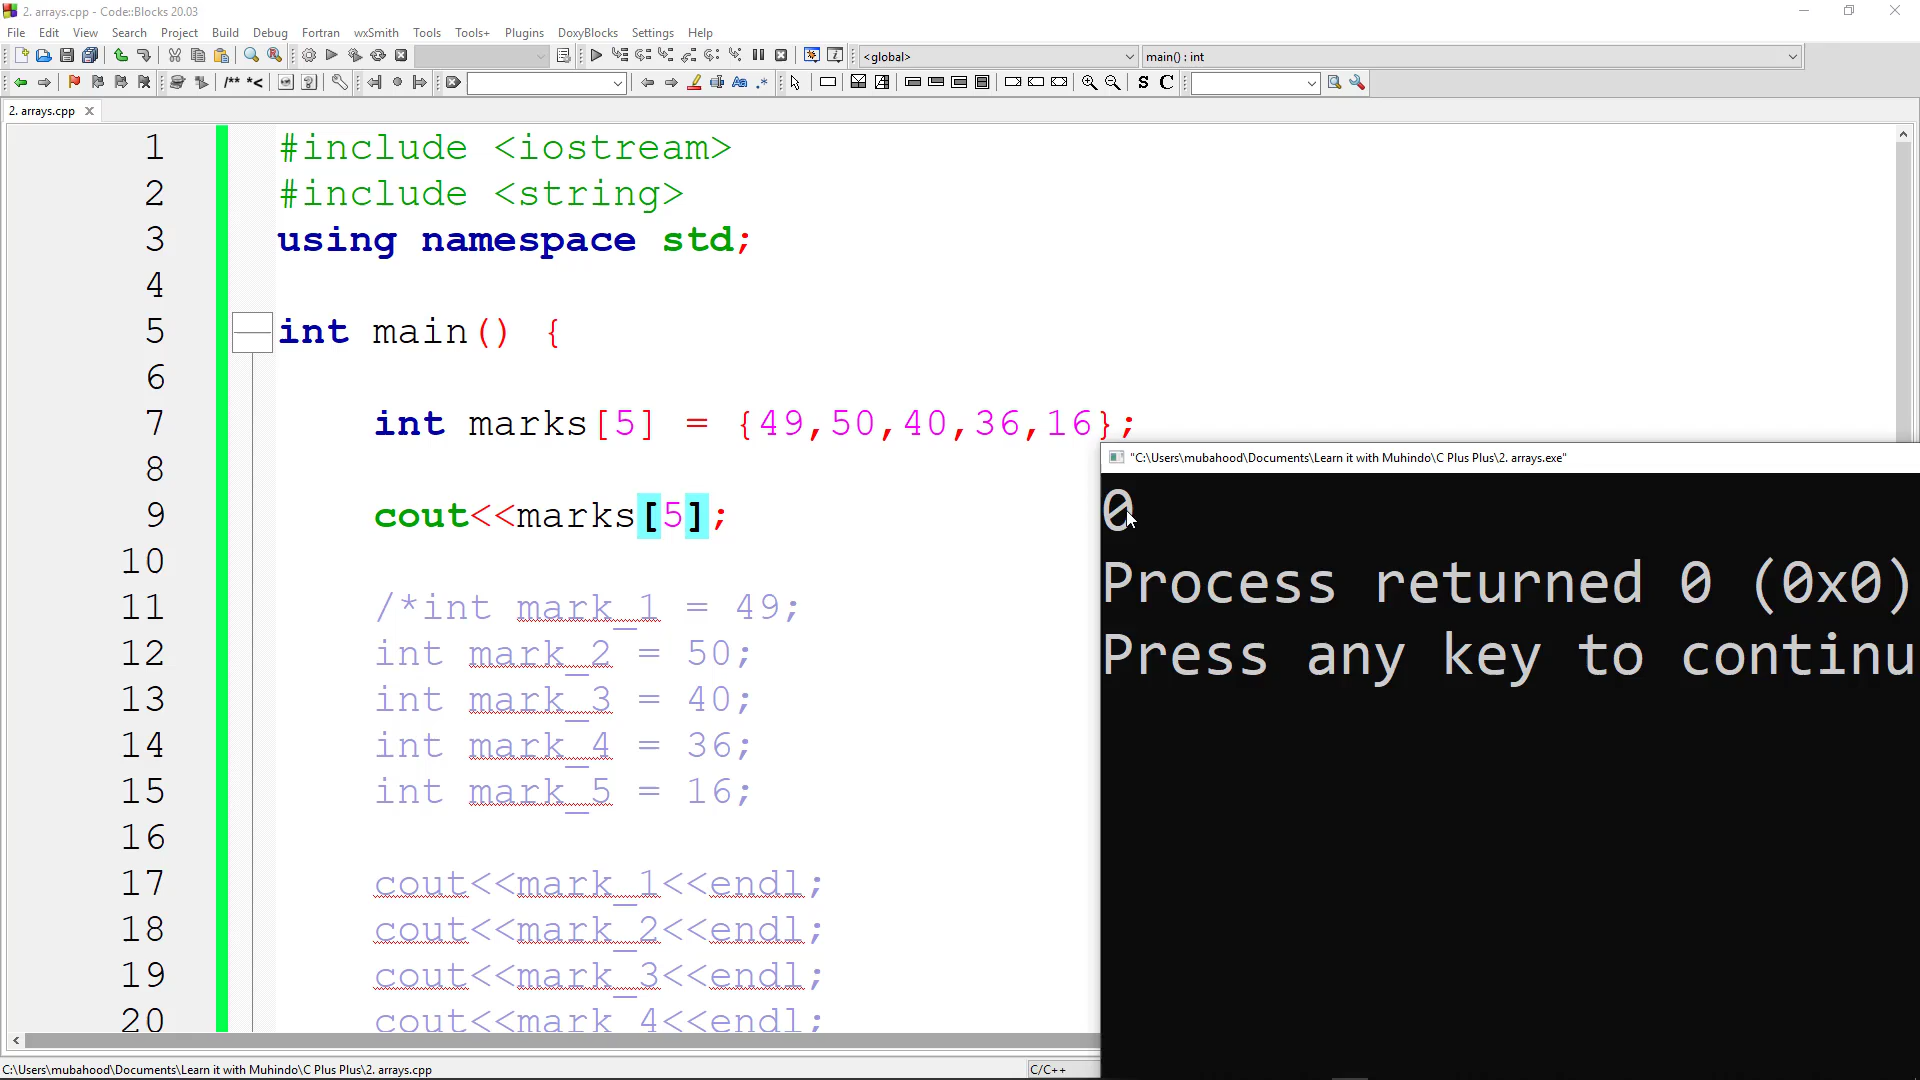 2. arrays.cpp - Code::Blocks 20.03
File Edit View Search Project Build Debug Fortran wxSmith Tools Tools+ Plugins DoxyBlocks Settings Help
<global> main() : int
/** *< Aa .* S C
2. arrays.cpp
1 #include <iostream>
2 #include <string>
3 using namespace std;
4
5 int main() {
6
7 int marks[5] = {49,50,40,36,16};
8
9 cout<<marks[5];
10
11 /*int mark_1 = 49;
12 int mark_2 = 50;
13 int mark_3 = 40;
14 int mark_4 = 36;
15 int mark_5 = 16;
16
17 cout<<mark_1<<endl;
18 cout<<mark_2<<endl;
19 cout<<mark_3<<endl;
20 cout<<mark_4<<endl;
"C:\Users\mubahood\Documents\Learn it with Muhindo\C Plus Plus\2. arrays.exe"
0
Process returned 0 (0x0)
Press any key to continu
C:\Users\mubahood\Documents\Learn it with Muhindo\C Plus Plus\2. arrays.cpp
C/C++